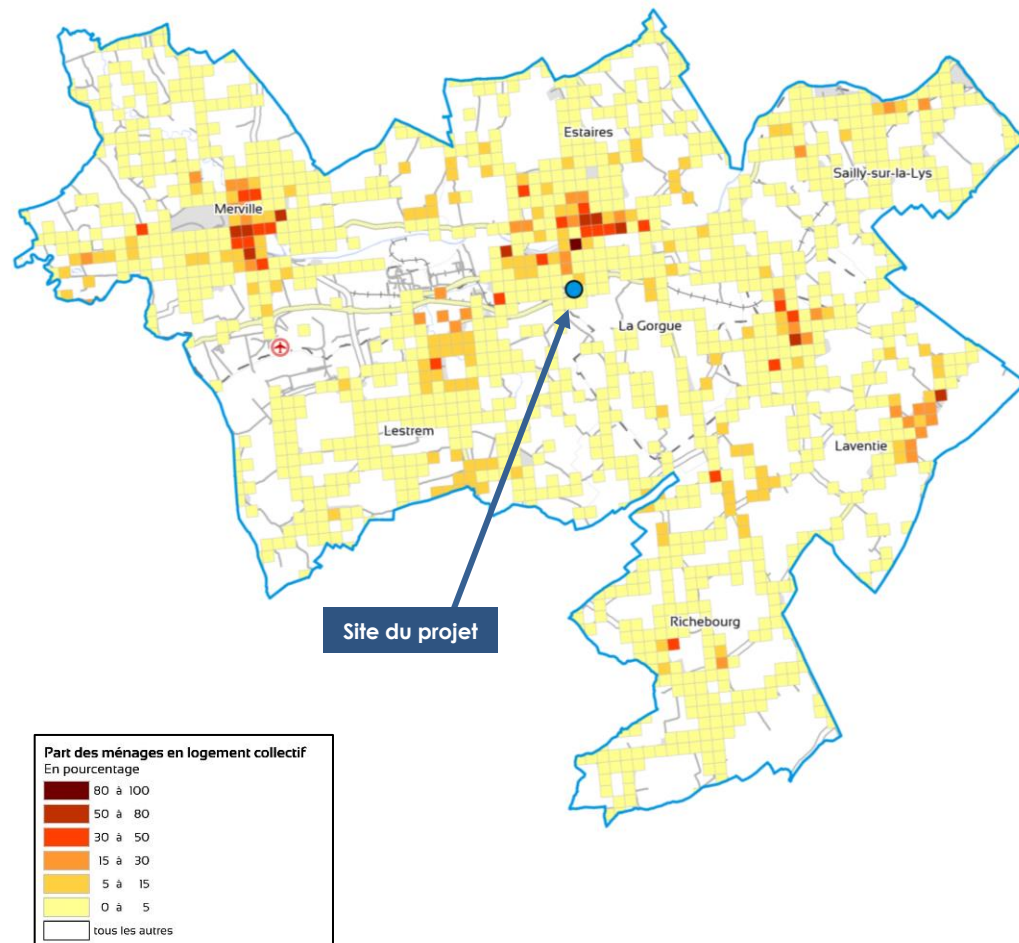 Estaires
Sailly-sur-la-Lys
Merville
La Gorgue
Lestrem
Laventie
Site du projet
Richebourg
Part des ménages en logement collectif
En pourcentage
80 à 100
50 à 80
30 à 50
15 à 30
5 à 15
0 à 5
tous les autres